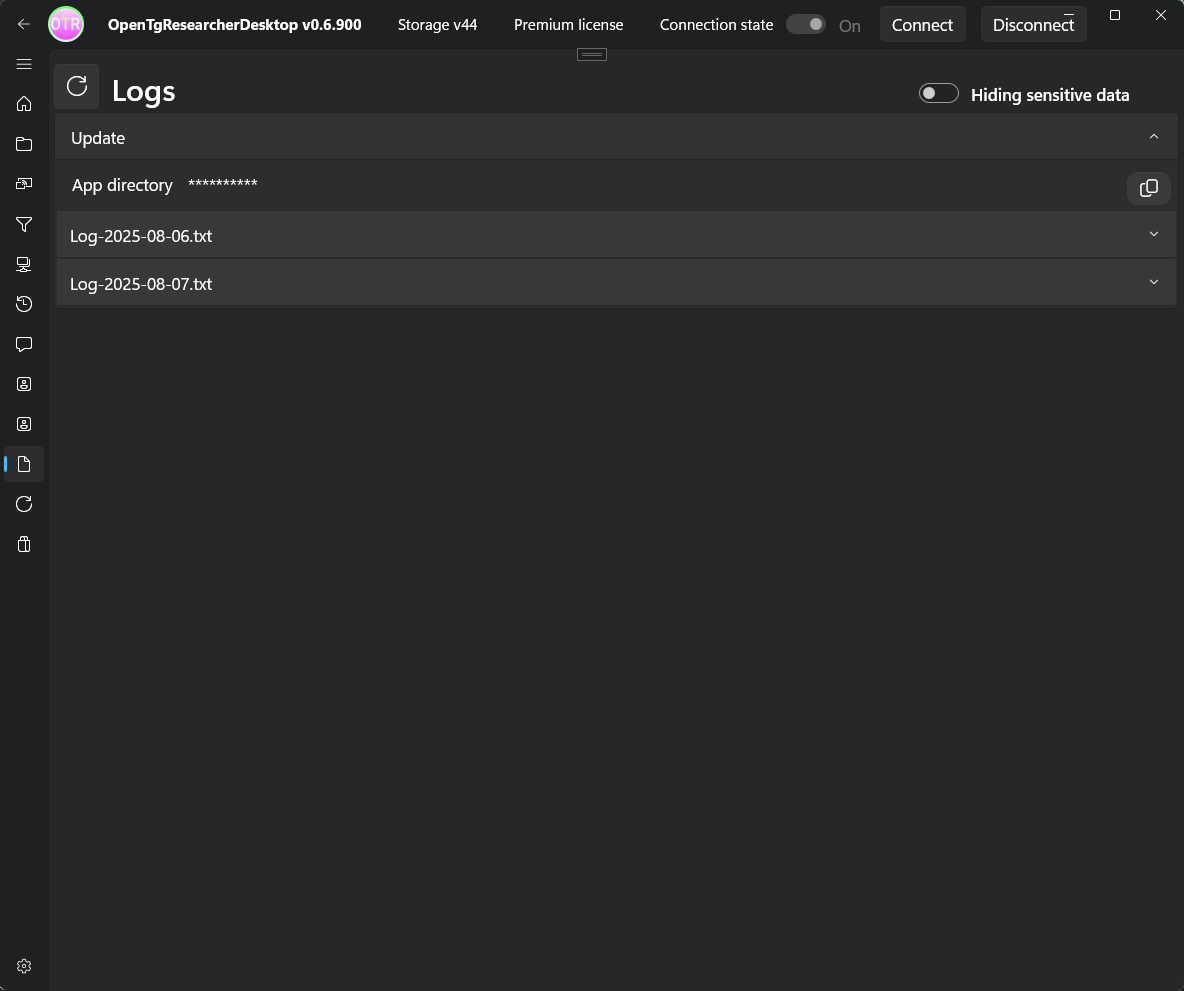 OTR OpenTgResearcherDesktop v0.6.900 Storage v44 Premium license Connection state On Connect Disconnect
Logs Hiding sensitive data
Update
App directory **********
Log-2025-08-06.txt
Log-2025-08-07.txt